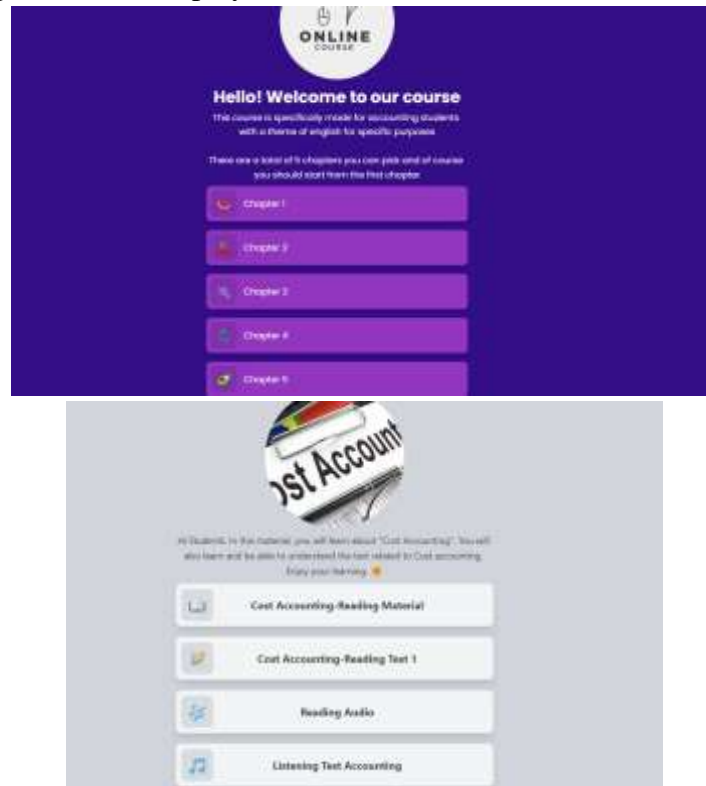 ONLINE
COURSE
Hello! Welcome to our course
This course is specifically made for accounting students
with a theme of english for specific purposes
There are a total of 5 chapters you can pick and of course
you should start from the first chapter
Chapter 1
Chapter 2
Chapter 3
Chapter 4
Chapter 5
ost Account
Hi Students, In this material, you will learn about "Cost Accounting". You will
also learn and be able to understand the text related to Cost accounting.
Enjoy your learning.
Cost Accounting-Reading Material
Cost Accounting-Reading Text 1
Reading Audio
Listening Test Accounting